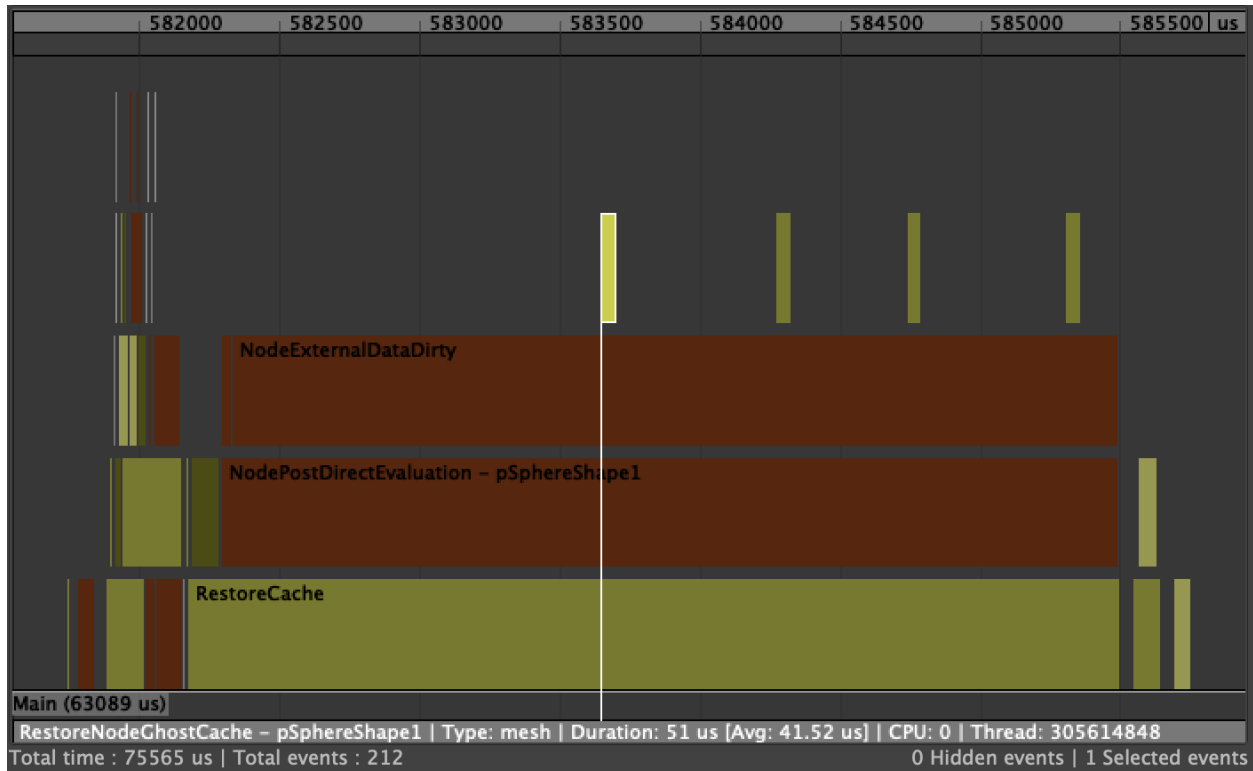 582000 582500 583000 583500 584000 584500 585000 585500 us
NodeExternalDataDirty
NodePostDirectEvaluation – pSphereShape1
RestoreCache
Main (63089 us)
RestoreNodeGhostCache – pSphereShape1 | Type: mesh | Duration: 51 us [Avg: 41.52 us] | CPU: 0 | Thread: 305614848
Total time : 75565 us | Total events : 212 0 Hidden events | 1 Selected events